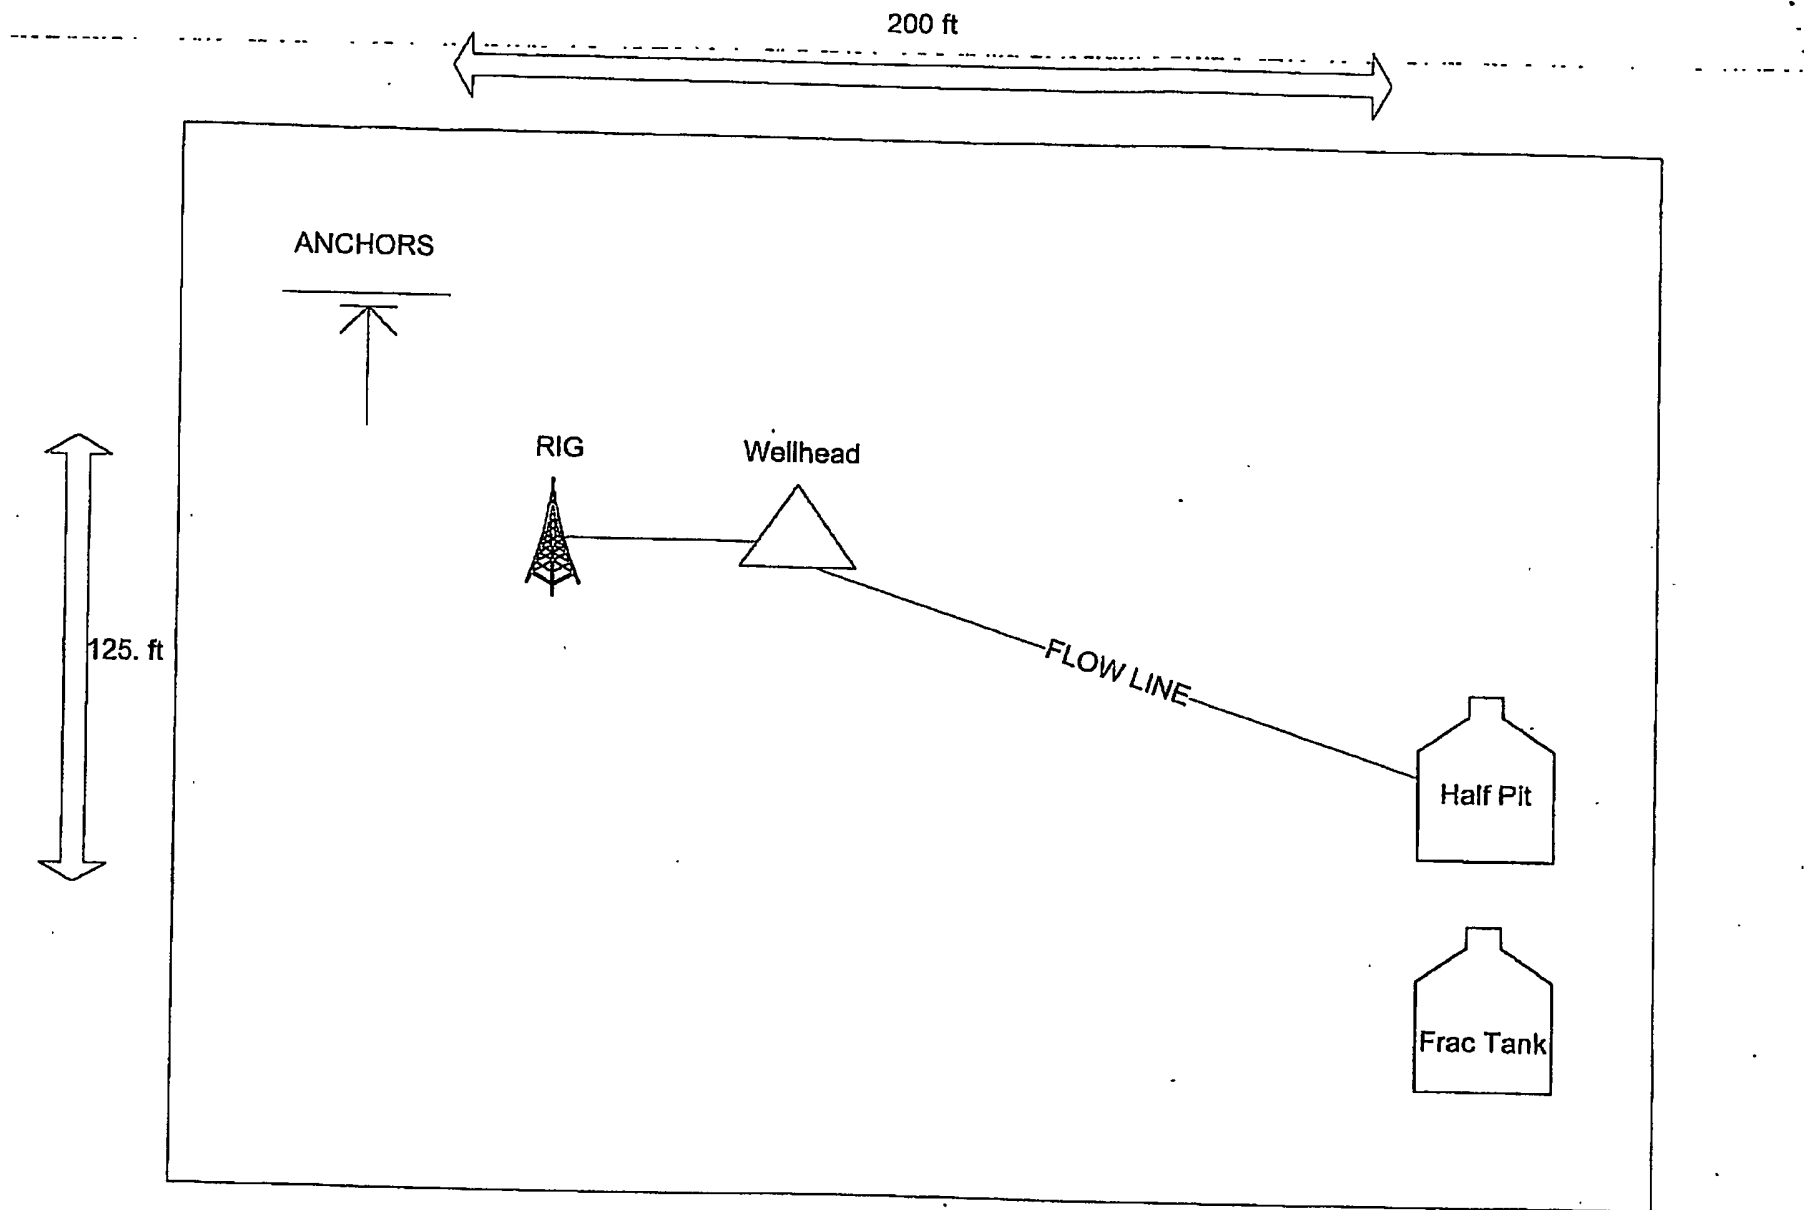 200 ft
ANCHORS
RIG
Wellhead
125. ft
FLOW LINE
Half Pit
Frac Tank